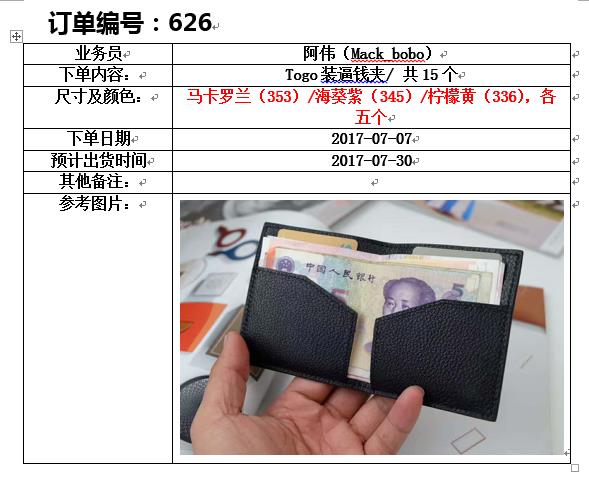 订单编号：626
业务员 阿伟（Mack_bobo）
下单内容： Togo装逼钱夹/ 共15个
尺寸及颜色： 马卡罗兰（353）/海葵紫（345）/柠檬黄（336），各
五个
下单日期 2017-07-07
预计出货时间 2017-07-30
其他备注：
参考图片：
中国人民银行
5